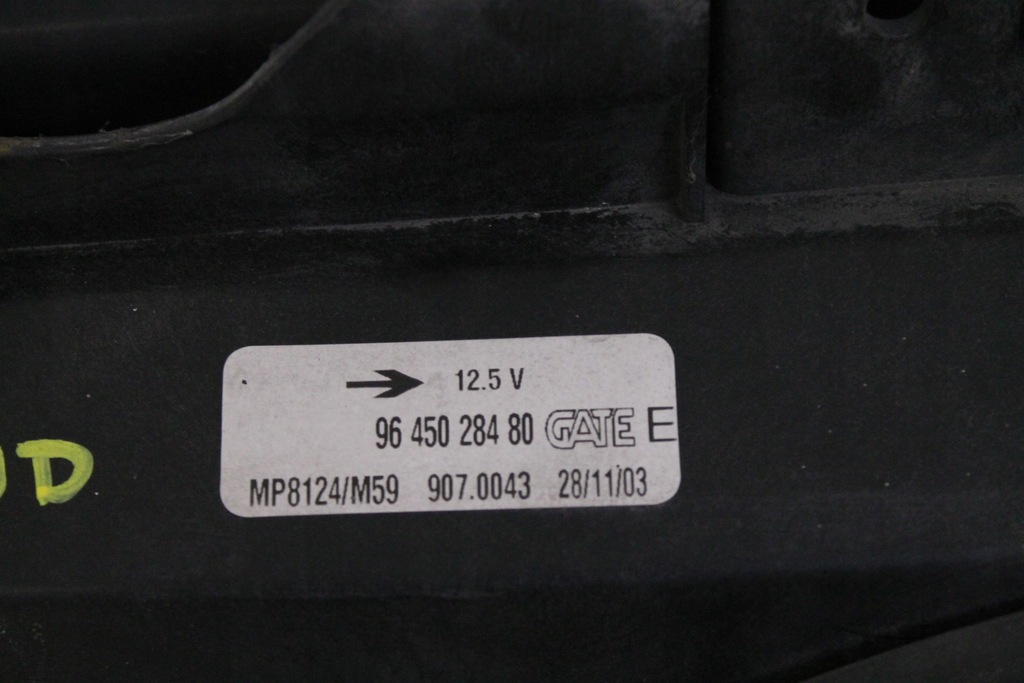 12.5 V
96 450 284 80 GATE E
MP8124/M59 907.0043 28/11/03